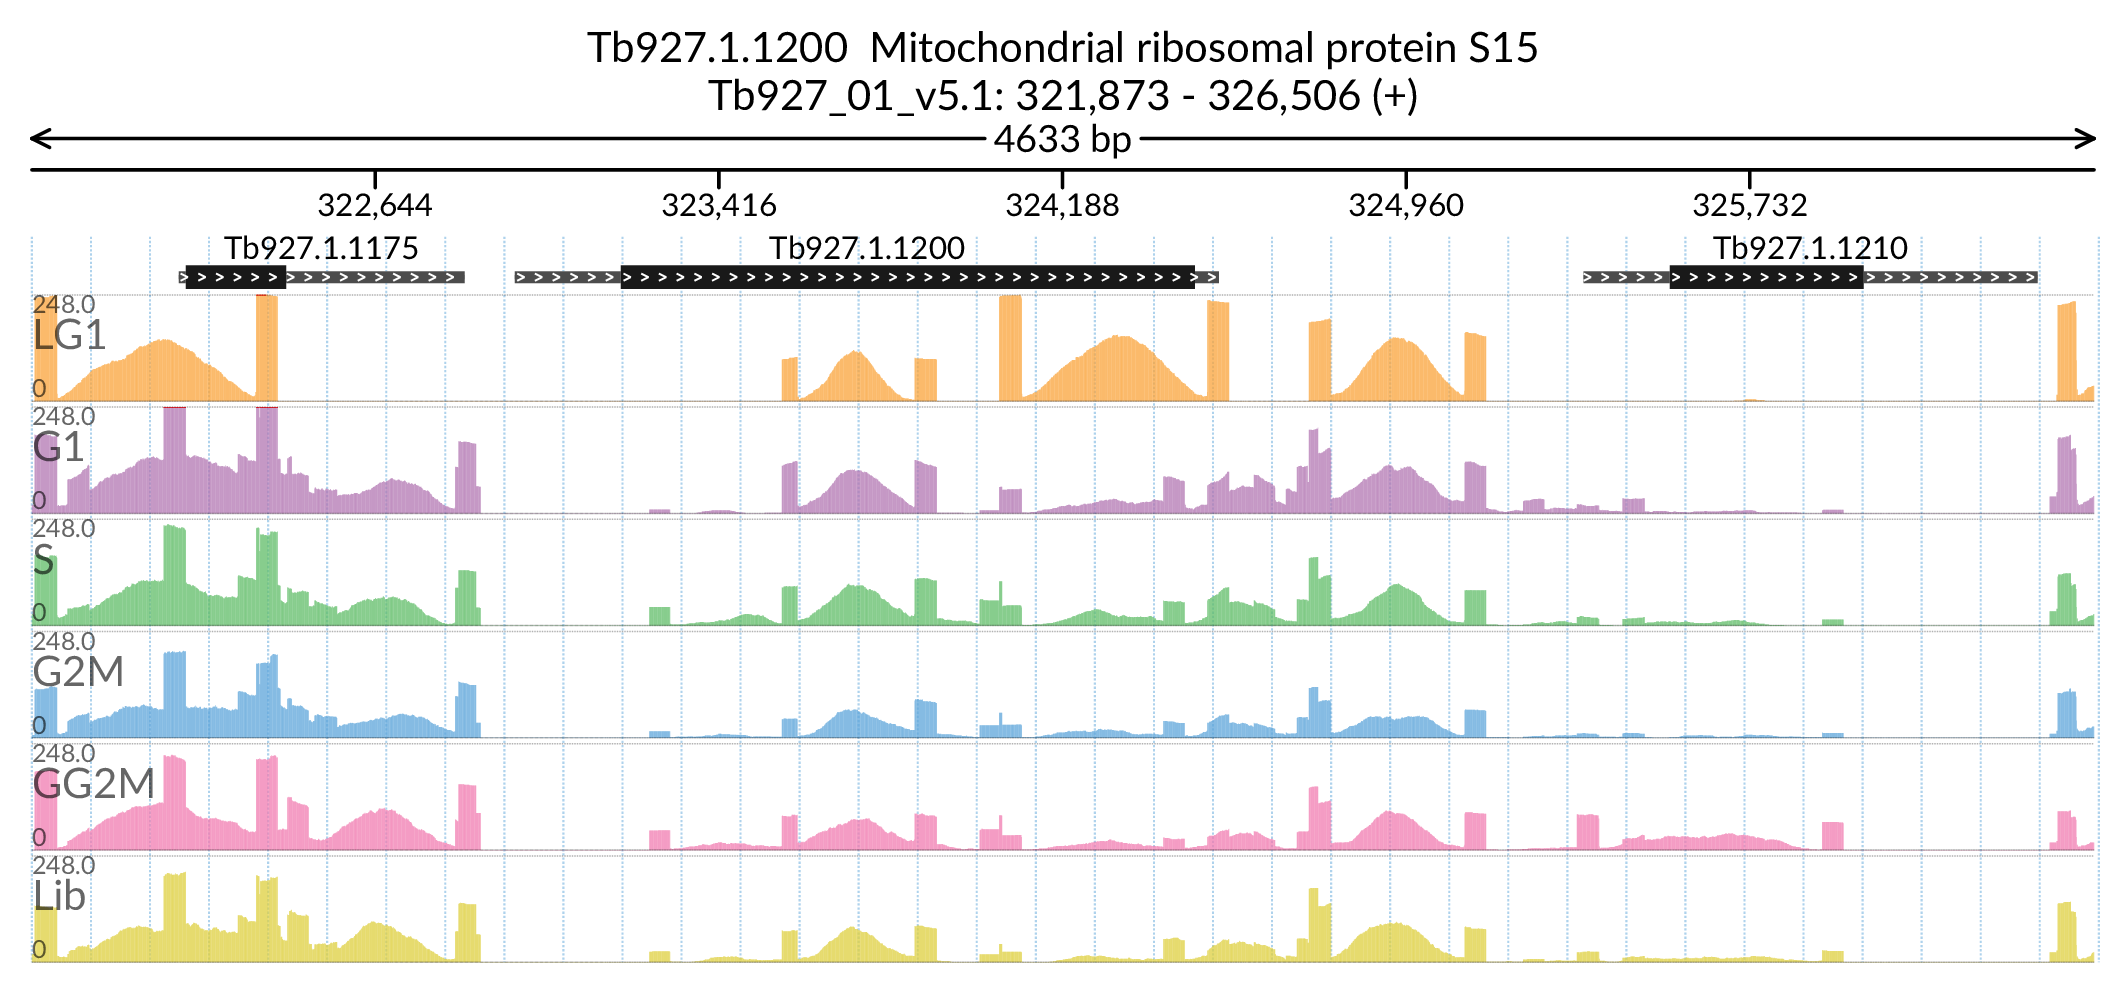 Tb927.1.1200 Mitochondrial ribosomal protein S15
Tb927_01_v5.1: 321,873 - 326,506 (+)
4633 bp
322,644 323,416 324,188 324,960 325,732
Tb927.1.1175 Tb927.1.1200 Tb927.1.1210
248.0
LG1
0
248.0
G1
0
248.0
S
0
248.0
G2M
0
248.0
GG2M
0
248.0
Lib
0